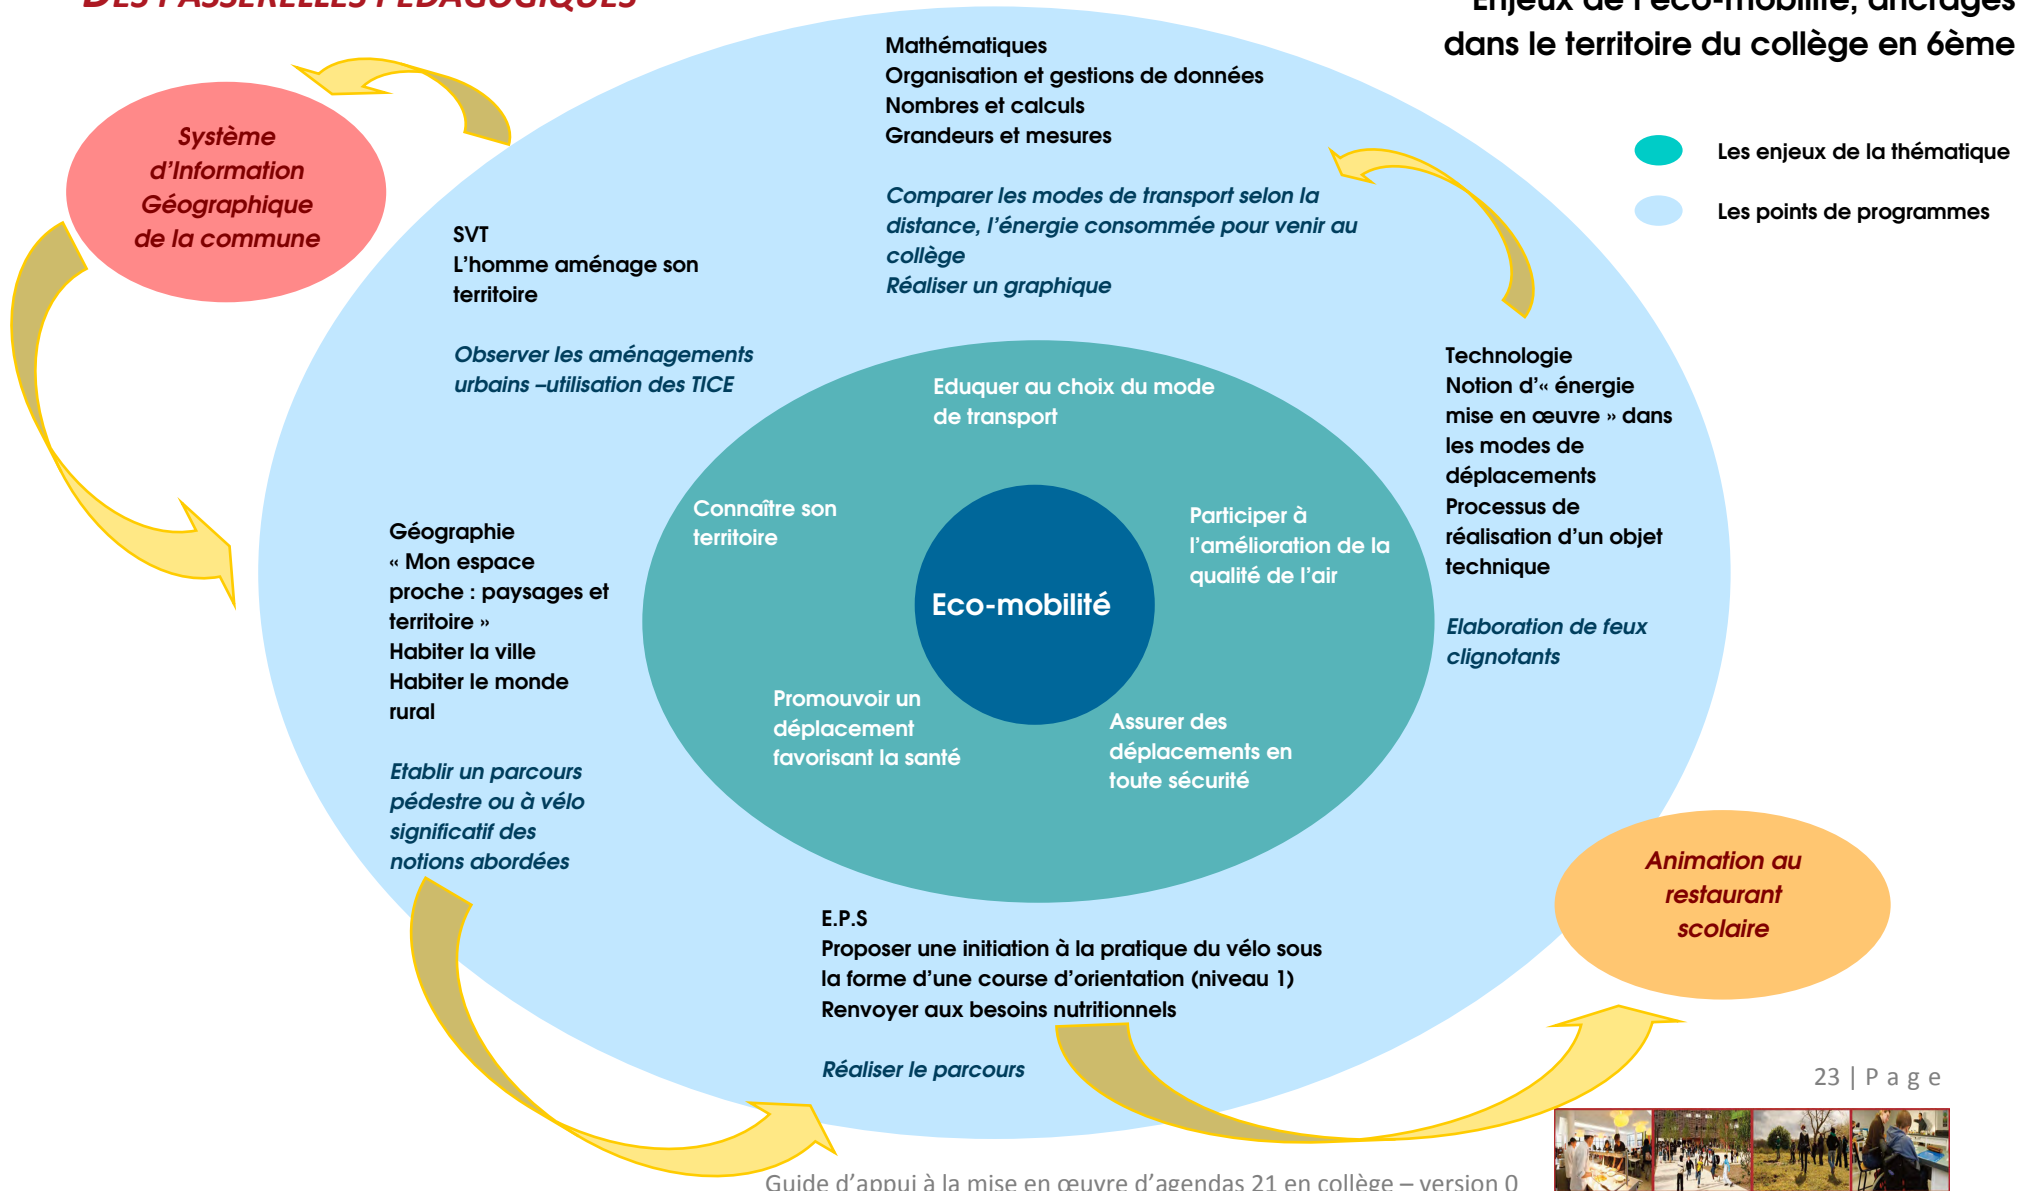 DES PASSERELLES PEDAGOGIQUES
Enjeux de l'éco-mobilité, ancrages
dans le territoire du collège en 6ème
Les enjeux de la thématique
Les points de programmes
Système
d'Information
Géographique
de la commune
Mathématiques
Organisation et gestions de données
Nombres et calculs
Grandeurs et mesures
Comparer les modes de transport selon la
distance, l'énergie consommée pour venir au
collège
Réaliser un graphique
SVT
L'homme aménage son
territoire
Observer les aménagements
urbains –utilisation des TICE
Technologie
Notion d'« énergie
mise en œuvre » dans
les modes de
déplacements
Processus de
réalisation d'un objet
technique
Elaboration de feux
clignotants
Eduquer au choix du mode
de transport
Connaître son
territoire
Participer à
l'amélioration de la
qualité de l'air
Eco-mobilité
Promouvoir un
déplacement
favorisant la santé
Assurer des
déplacements en
toute sécurité
Géographie
« Mon espace
proche : paysages et
territoire »
Habiter la ville
Habiter le monde
rural
Etablir un parcours
pédestre ou à vélo
significatif des
notions abordées
E.P.S
Proposer une initiation à la pratique du vélo sous
la forme d'une course d'orientation (niveau 1)
Renvoyer aux besoins nutritionnels
Réaliser le parcours
Animation au
restaurant
scolaire
23 | P a g e
Guide d'appui à la mise en œuvre d'agendas 21 en collège – version 0